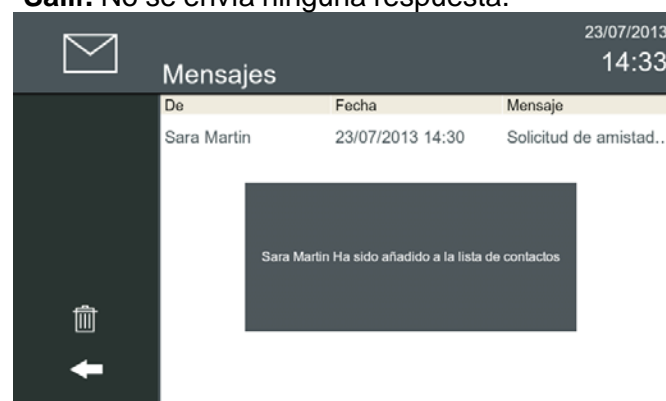 Salir: No se envía ninguna respuesta.
23/07/2013
14:33
Mensajes
De Fecha Mensaje
Sara Martin 23/07/2013 14:30 Solicitud de amistad..
Sara Martin Ha sido añadido a la lista de contactos